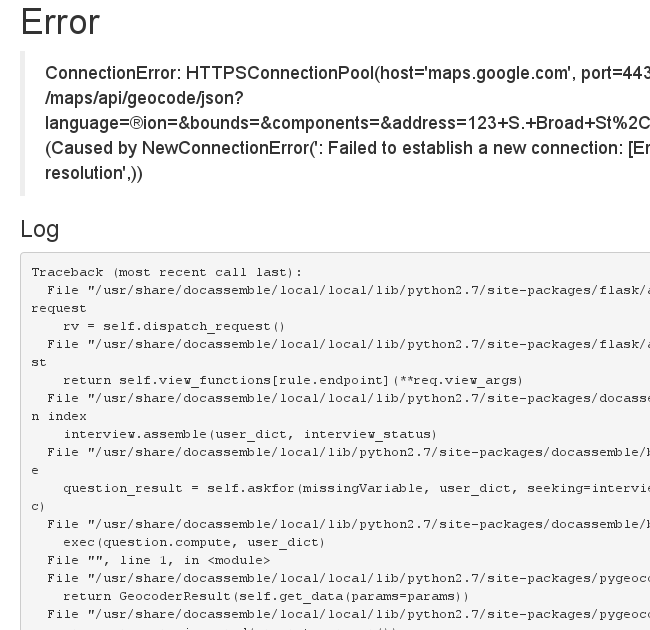 Error
ConnectionError: HTTPSConnectionPool(host='maps.google.com', port=443
/maps/api/geocode/json?
language=®ion=&bounds=&components=&address=123+S.+Broad+St%2C
(Caused by NewConnectionError(': Failed to establish a new connection: [Er
resolution',))
Log
Traceback (most recent call last):
File "/usr/share/docassemble/local/local/lib/python2.7/site-packages/flask/a
request
rv = self.dispatch_request()
File "/usr/share/docassemble/local/local/lib/python2.7/site-packages/flask/a
st
return self.view_functions[rule.endpoint](**req.view_args)
File "/usr/share/docassemble/local/local/lib/python2.7/site-packages/docasse
n index
interview.assemble(user_dict, interview_status)
File "/usr/share/docassemble/local/local/lib/python2.7/site-packages/docassemble/b
e
question_result = self.askfor(missingVariable, user_dict, seeking=intervie
c)
File "/usr/share/docassemble/local/local/lib/python2.7/site-packages/docassemble/b
exec(question.compute, user_dict)
File "", line 1, in <module>
File "/usr/share/docassemble/local/local/lib/python2.7/site-packages/pygeoco
return GeocoderResult(self.get_data(params=params))
File "/usr/share/docassemble/local/local/lib/python2.7/site-packages/pygeoco